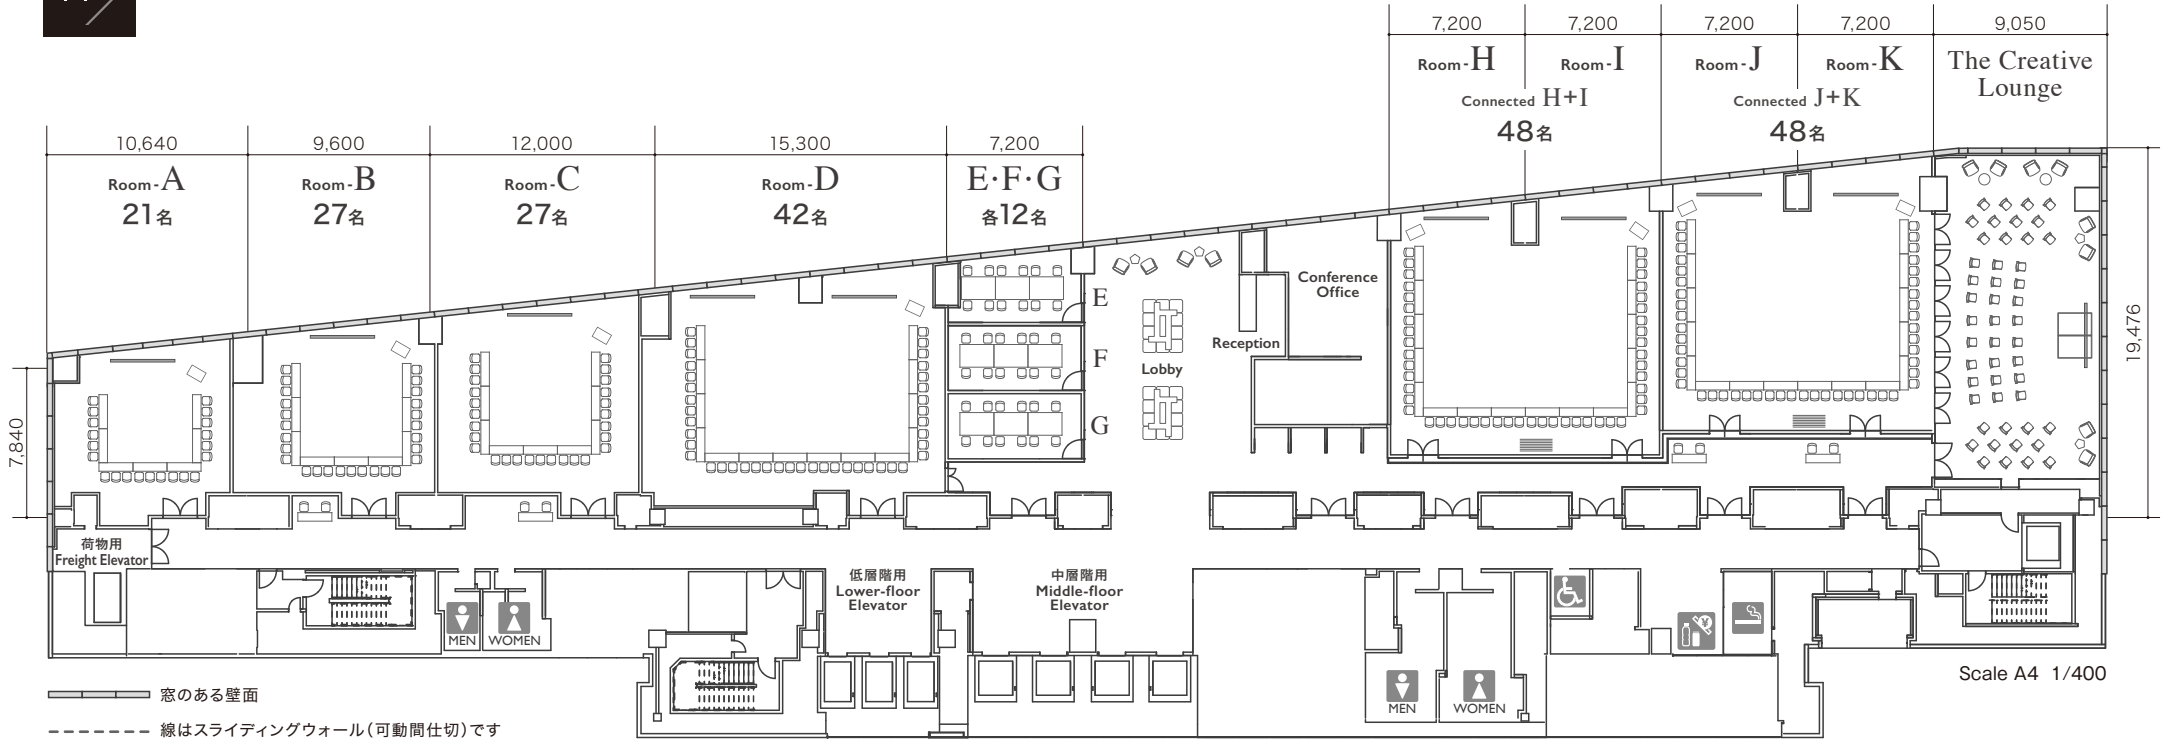 7,200
7,200
7,200
7,200
9,050
Room-H
Room-I
Room-J
Room-K
The Creative
Lounge
Connected H+I
48名
Connected J+K
48名
10,640
9,600
12,000
15,300
7,200
Room-A
21名
Room-B
27名
Room-C
27名
Room-D
42名
E・F・G
各12名
E
F
G
Lobby
Reception
Conference
Office
7,840
19,476
荷物用
Freight Elevator
低層階用
Lower-floor
Elevator
中層階用
Middle-floor
Elevator
MEN
WOMEN
MEN
WOMEN
¥
Scale A4 1/400
窓のある壁面
線はスライディングウォール(可動間仕切)です